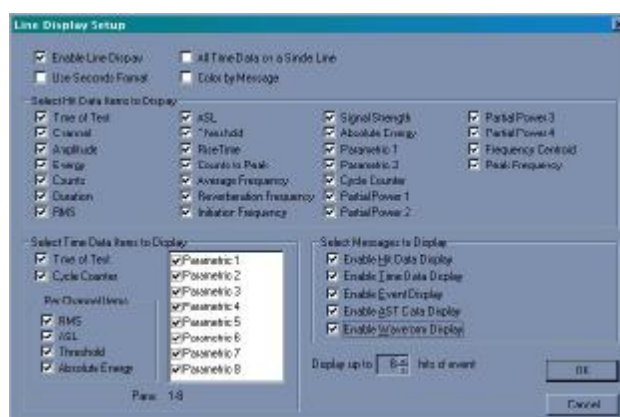 Line Display Setup
Enable Line Display
All Time Data on a Single Line
Use Seconds Format
Color by Message
Select Hit Data Items to Display
Time of Test
ASL
Signal Strength
Partial Power 3
Channel
Threshold
Absolute Energy
Partial Power 4
Amplitude
RiseTime
Parametric 1
Frequency Centroid
Energy
Counts to Peak
Parametric 2
Peak Frequency
Counts
Average Frequency
Cycle Counter
Duration
Reverberation Frequency
Partial Power 1
RMS
Initiation Frequency
Partial Power 2
Select Time Data Items to Display
Time of Test
Cycle Counter
Per Channel Items
RMS
ASL
Threshold
Absolute Energy
Parametric 1
Parametric 2
Parametric 3
Parametric 4
Parametric 5
Parametric 6
Parametric 7
Parametric 8
Para: 1-8
Select Messages to Display
Enable Hit Data Display
Enable Time Data Display
Enable Event Display
Enable AST Data Display
Enable Waveform Display
Display up to 8 hits of event
OK
Cancel